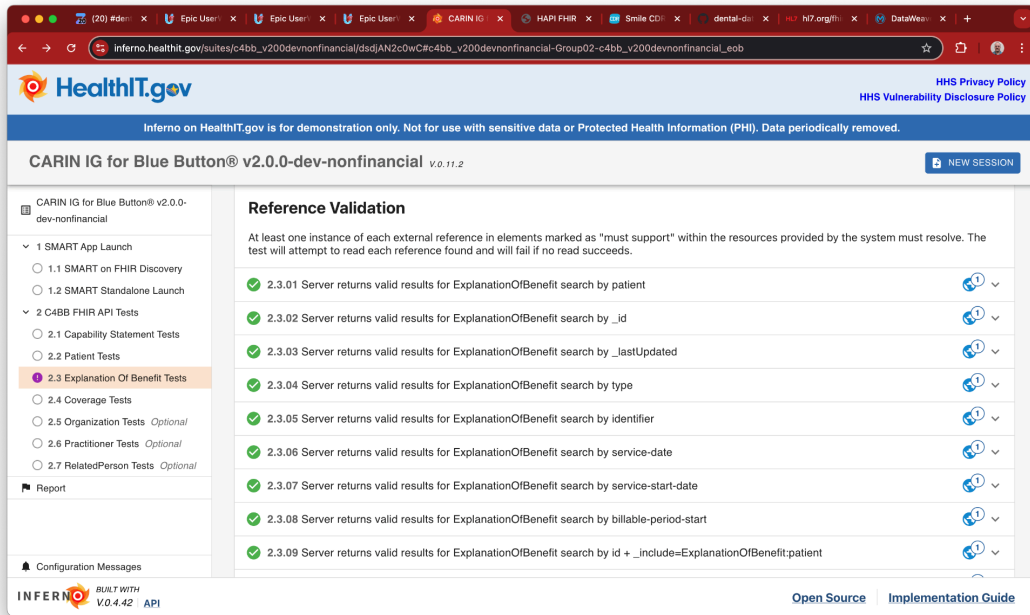 (20) #dent
Epic User
Epic User
Epic User
CARIN IG
HAPI FHIR
Smile CDR
dental-dat
hl7.org/fhi
DataWeav
inferno.healthit.gov/suites/c4bb_v200devnonfinancial/dsdjAN2c0wC#c4bb_v200devnonfinancial-Group02-c4bb_v200devnonfinancial_eob
HealthIT.gov
HHS Privacy Policy
HHS Vulnerability Disclosure Policy
Inferno on HealthIT.gov is for demonstration only. Not for use with sensitive data or Protected Health Information (PHI). Data periodically removed.
CARIN IG for Blue Button® v2.0.0-dev-nonfinancial V.0.11.2
NEW SESSION
CARIN IG for Blue Button® v2.0.0-
dev-nonfinancial
1 SMART App Launch
1.1 SMART on FHIR Discovery
1.2 SMART Standalone Launch
2 C4BB FHIR API Tests
2.1 Capability Statement Tests
2.2 Patient Tests
2.3 Explanation Of Benefit Tests
2.4 Coverage Tests
2.5 Organization Tests Optional
2.6 Practitioner Tests Optional
2.7 RelatedPerson Tests Optional
Report
Configuration Messages
Reference Validation
At least one instance of each external reference in elements marked as "must support" within the resources provided by the system must resolve. The
test will attempt to read each reference found and will fail if no read succeeds.
2.3.01 Server returns valid results for ExplanationOfBenefit search by patient 1
2.3.02 Server returns valid results for ExplanationOfBenefit search by _id 1
2.3.03 Server returns valid results for ExplanationOfBenefit search by _lastUpdated 1
2.3.04 Server returns valid results for ExplanationOfBenefit search by type 1
2.3.05 Server returns valid results for ExplanationOfBenefit search by identifier 1
2.3.06 Server returns valid results for ExplanationOfBenefit search by service-date 1
2.3.07 Server returns valid results for ExplanationOfBenefit search by service-start-date 1
2.3.08 Server returns valid results for ExplanationOfBenefit search by billable-period-start 1
2.3.09 Server returns valid results for ExplanationOfBenefit search by id + _include=ExplanationOfBenefit:patient 1
INFERNO
BUILT WITH
V.0.4.42 API
Open Source
Implementation Guide